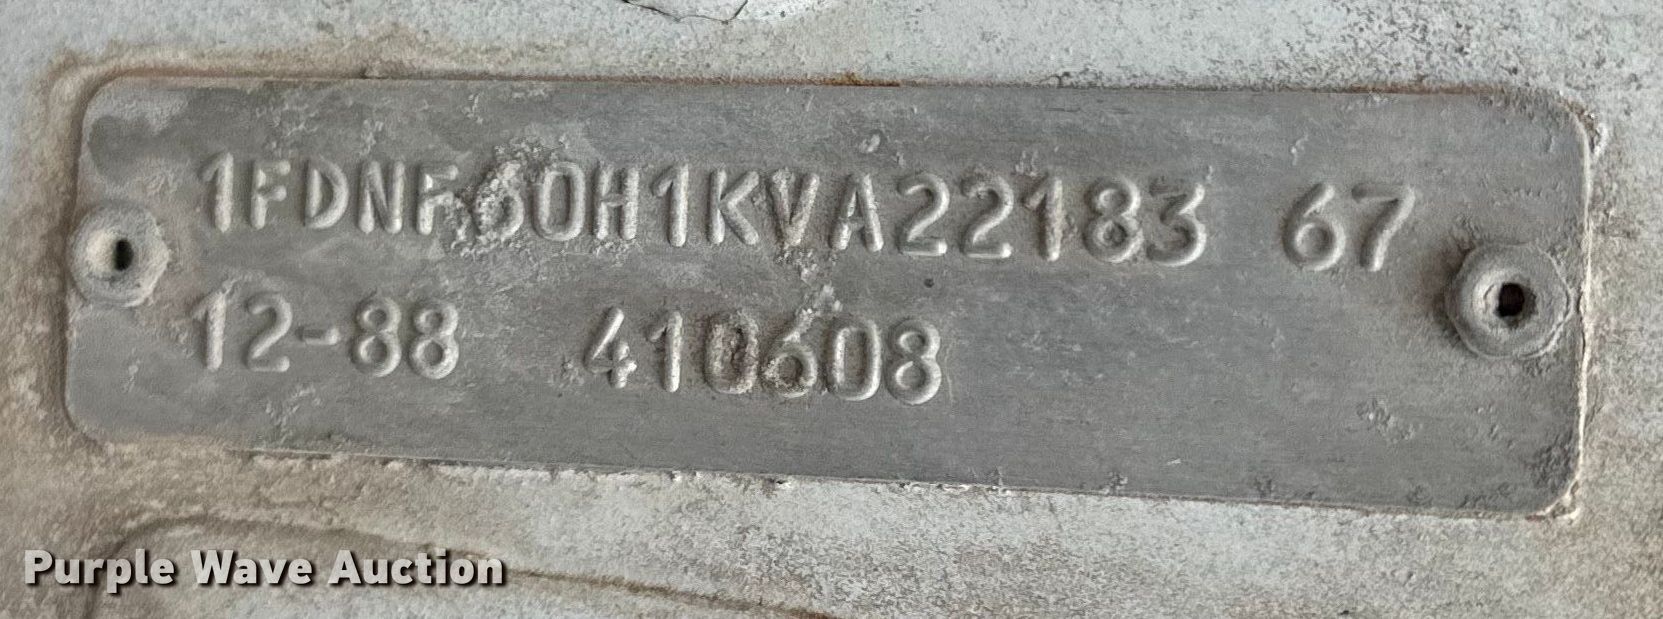 1FDNF60H1KVA22183 67
12-88 410608
Purple Wave Auction